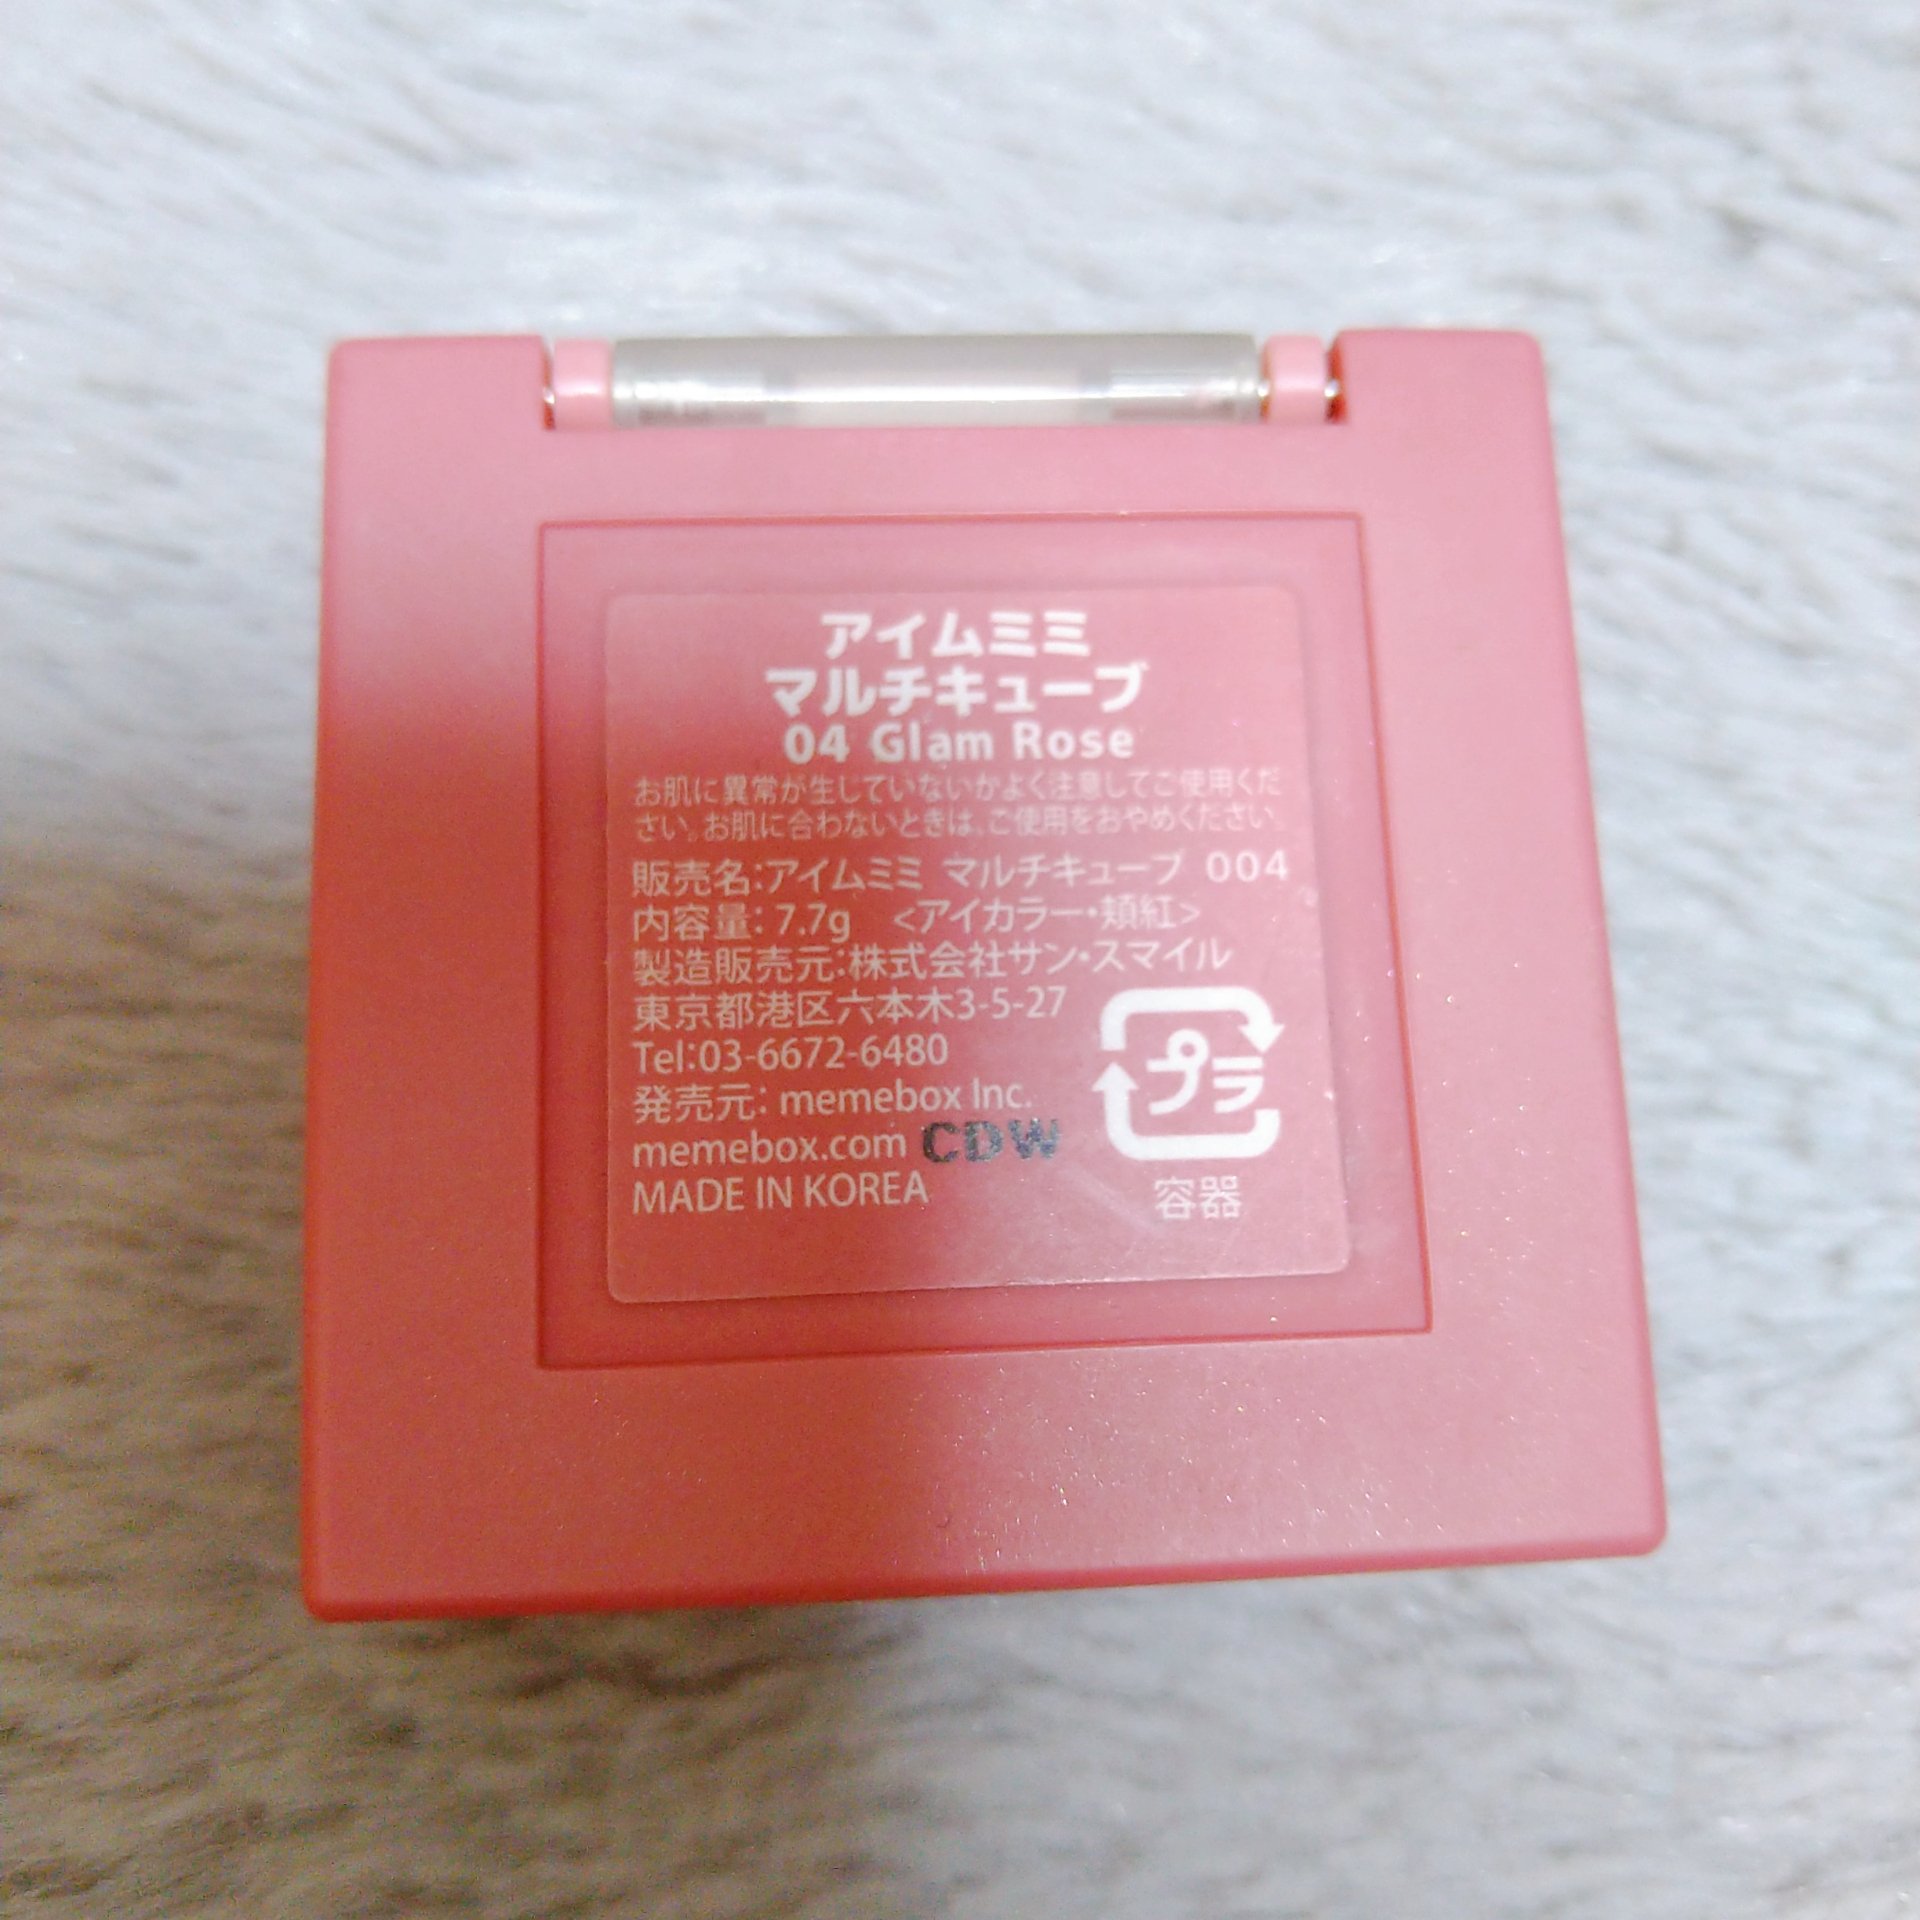 アイムミミ
マルチキューブ
04 Glam Rose
お肌に異常が生じていないかよく注意してご使用くだ
さい。お肌に合わないときは、ご使用をおやめください。
販売名:アイムミミ マルチキューブ 004
内容量: 7.7g <アイカラー・頬紅>
製造販売元:株式会社サン・スマイル
東京都港区六本木3-5-27
Tel:03-6672-6480
発売元: memebox Inc.
memebox.com CDW
MADE IN KOREA
プラ
容器